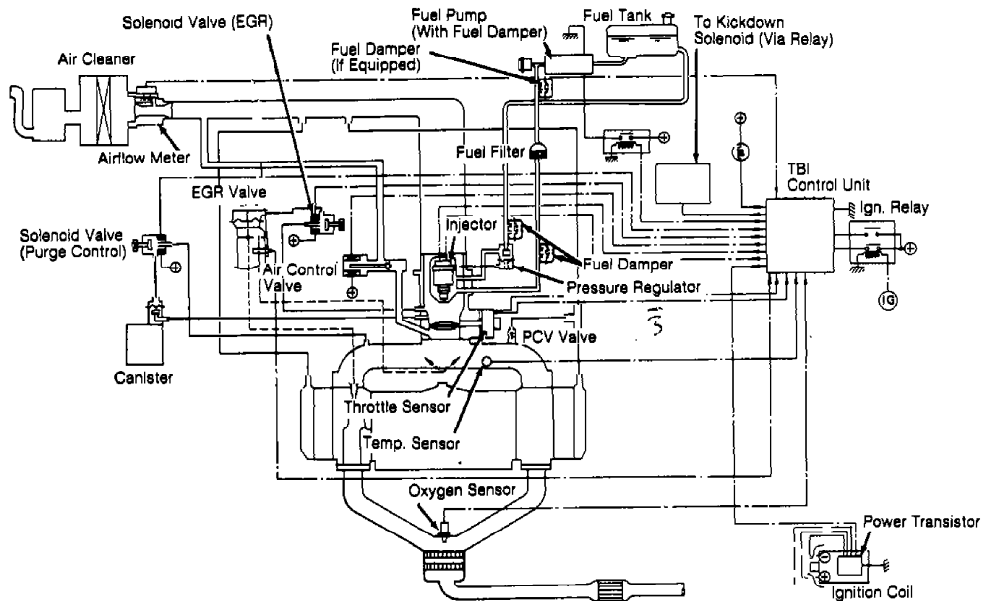 Solenoid Valve (EGR)
Fuel Pump
(With Fuel Damper)
Fuel Tank
To Kickdown
Solenoid (Via Relay)
Fuel Damper
(If Equipped)
Air Cleaner
Airflow Meter
Fuel Filter
TBI
Control Unit
EGR Valve
Ign. Relay
Injector
Solenoid Valve
(Purge Control)
Air Control
Valve
Fuel Damper
Pressure Regulator
IG
3
PCV Valve
Canister
Throttle Sensor
Temp. Sensor
Oxygen Sensor
Power Transistor
Ignition Coil